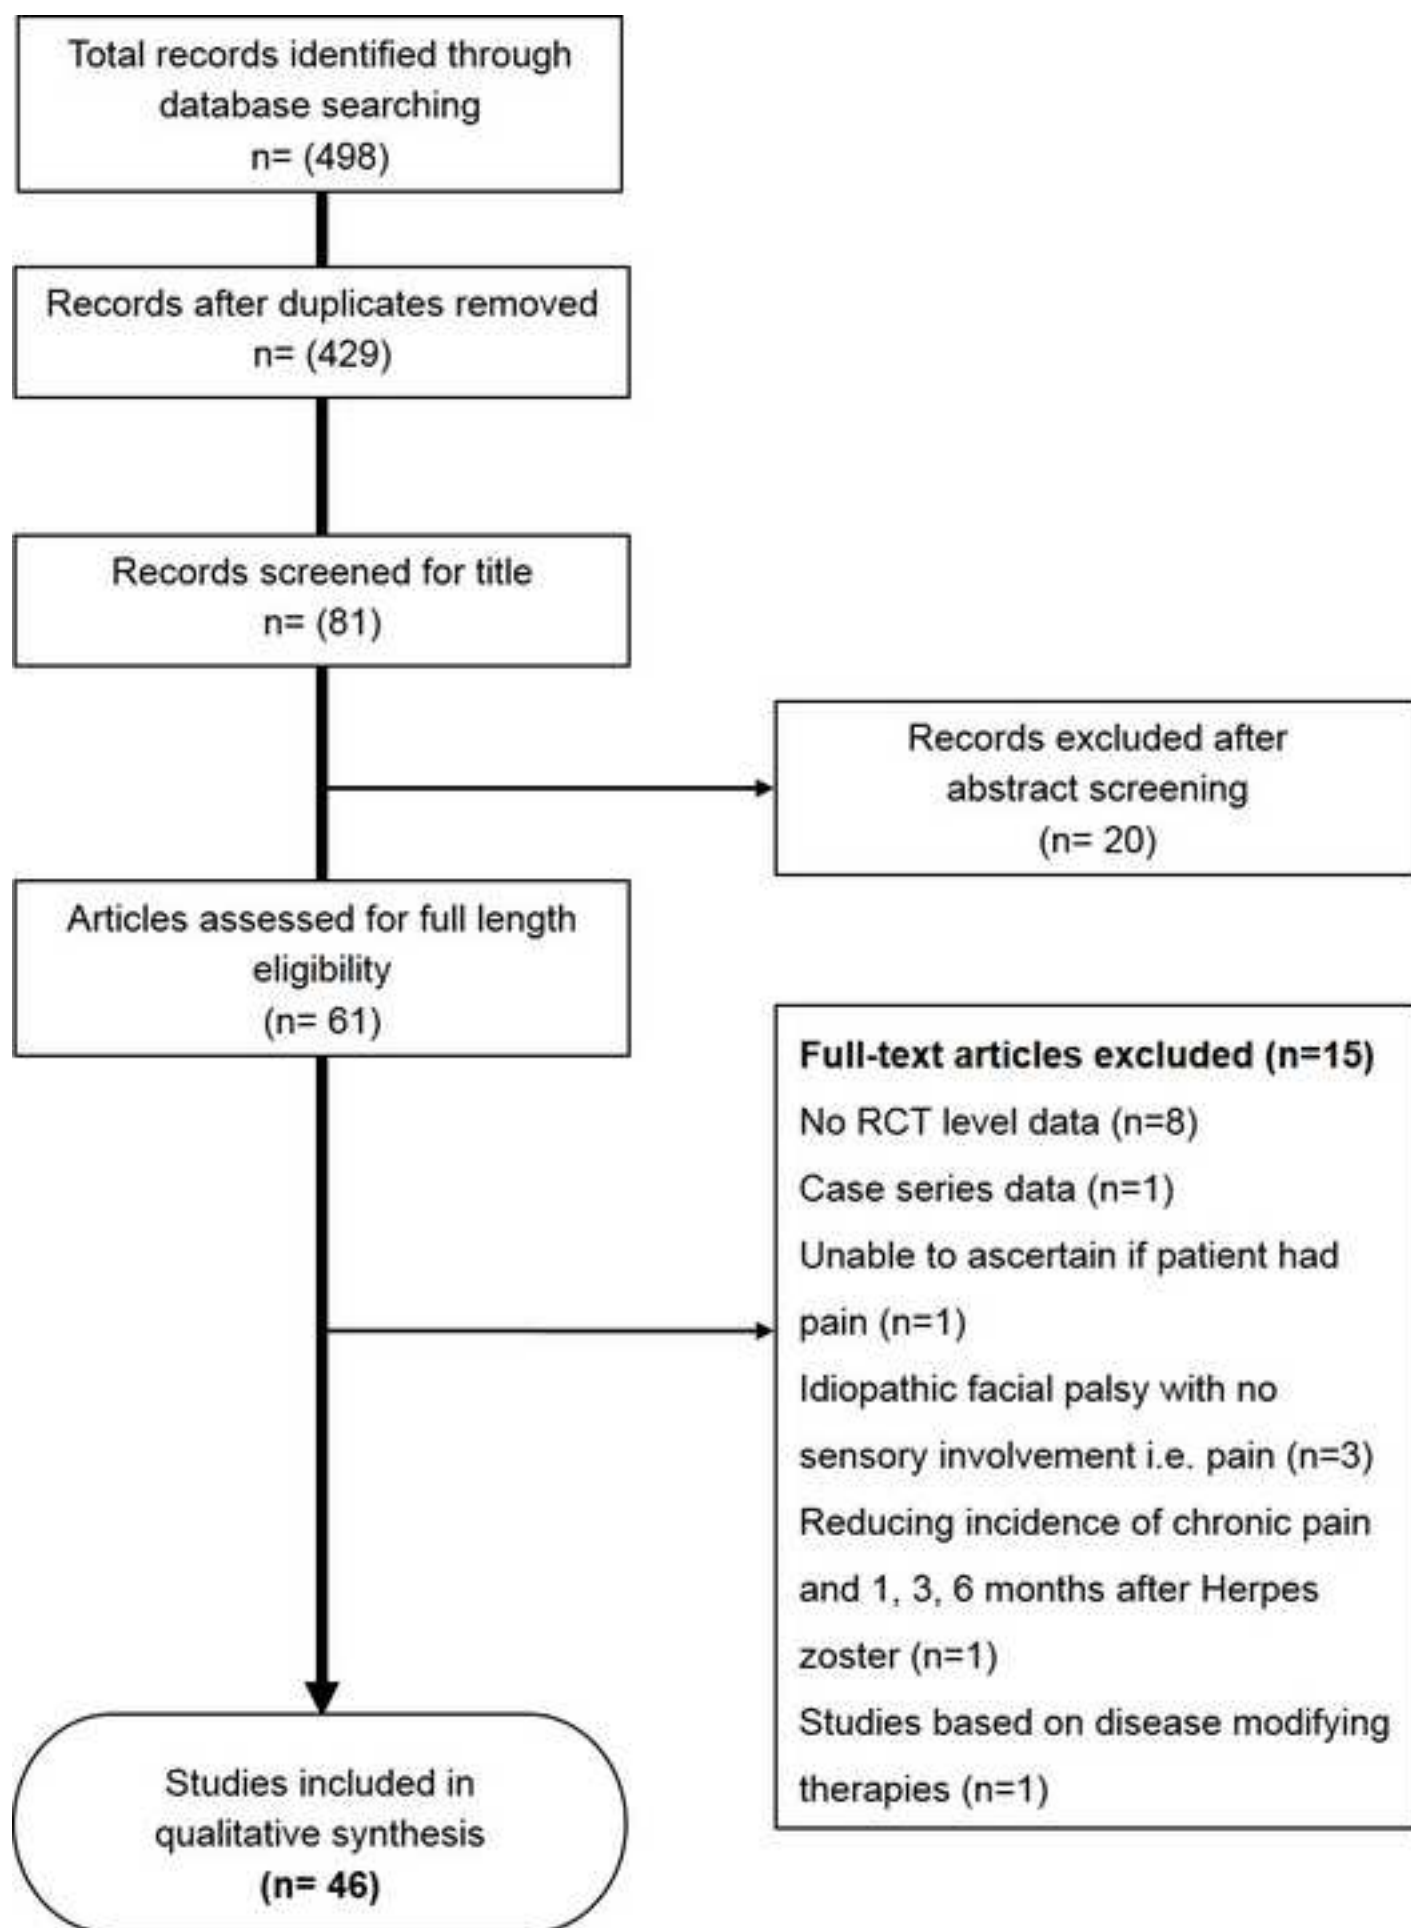 Total records identified through
database searching
n= (498)
Records after duplicates removed
n= (429)
Records screened for title
n= (81)
Records excluded after
abstract screening
(n= 20)
Articles assessed for full length
eligibility
(n= 61)
Full-text articles excluded (n=15)
No RCT level data (n=8)
Case series data (n=1)
Unable to ascertain if patient had
pain (n=1)
Idiopathic facial palsy with no
sensory involvement i.e. pain (n=3)
Reducing incidence of chronic pain
and 1, 3, 6 months after Herpes
zoster (n=1)
Studies based on disease modifying
therapies (n=1)
Studies included in
qualitative synthesis
(n= 46)